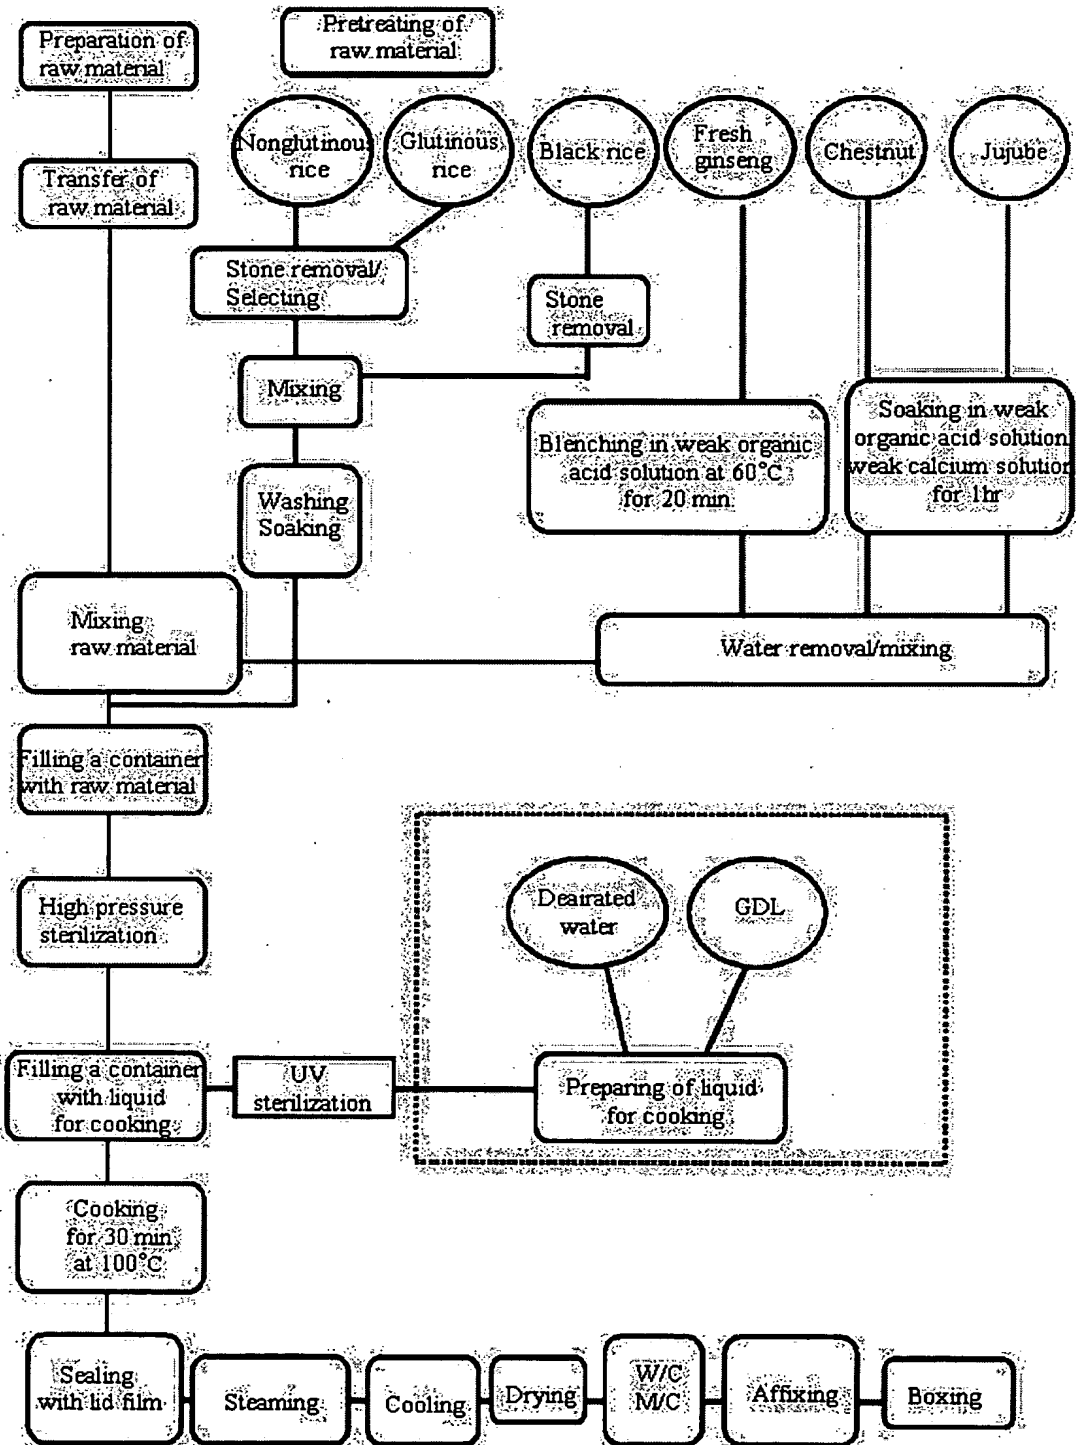 Preparation of
raw material
Pretreating of
raw material
Nonglutinous
rice
Glutinous
rice
Black rice
Fresh
ginseng
Chestnut
Jujube
Transfer of
raw material
Stone removal/
Selecting
Stone
removal
Mixing
Blenching in weak organic
acid solution at 60°C
for 20 min
Soaking in weak
organic acid solution
weak calcium solution
for 1hr
Washing
Soaking
Mixing
raw material
Water removal/mixing
Filling a container
with raw material
Deairated
water
GDL
High pressure
sterilization
Filling a container
with liquid
for cooking
UV
sterilization
Preparing of liquid
for cooking
Cooking
for 30 min
at 100°C
Sealing
with lid film
Steaming
Cooling
Drying
W/C
M/C
Affixing
Boxing